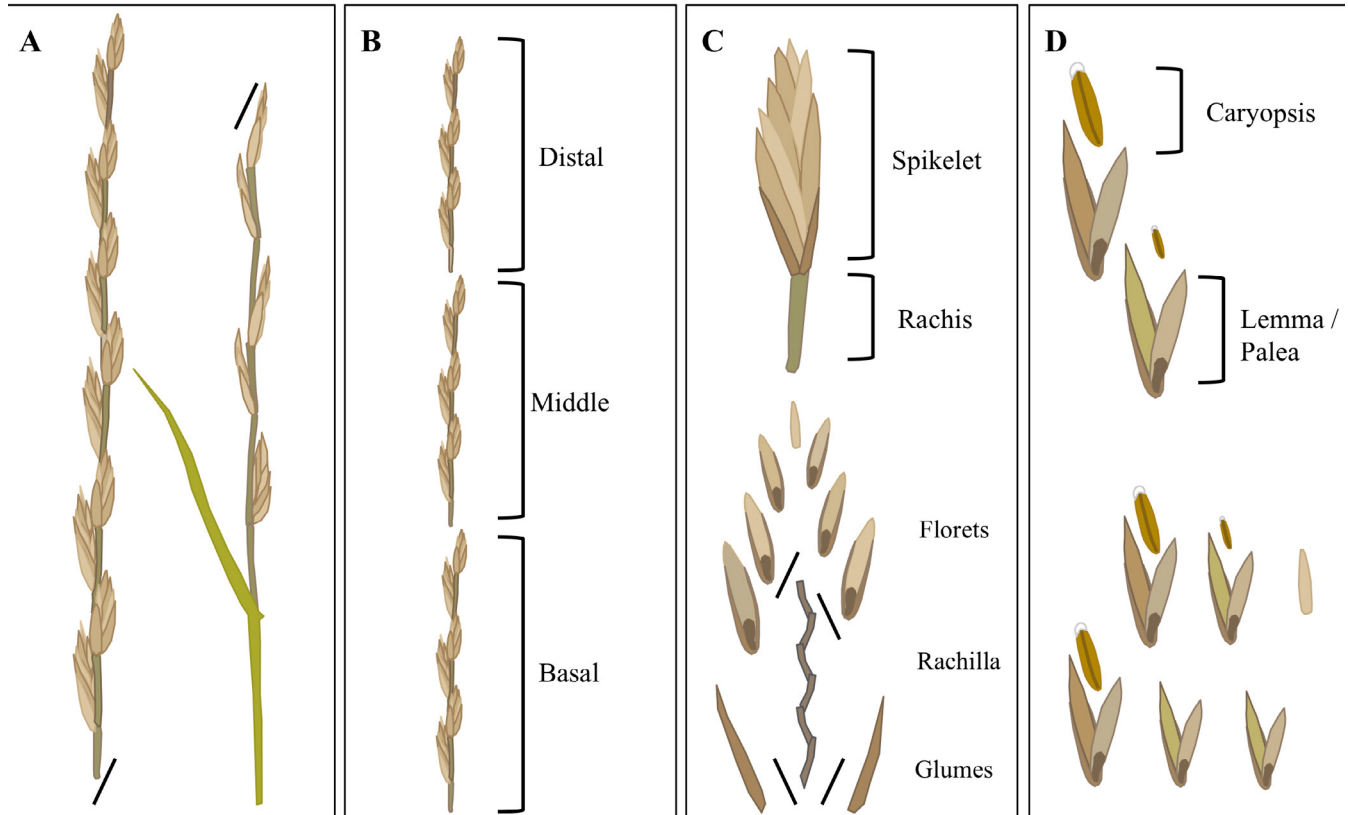 A
B
Distal
Middle
Basal
C
Spikelet
Rachis
Florets
Rachilla
Glumes
D
Caryopsis
Lemma /
Palea